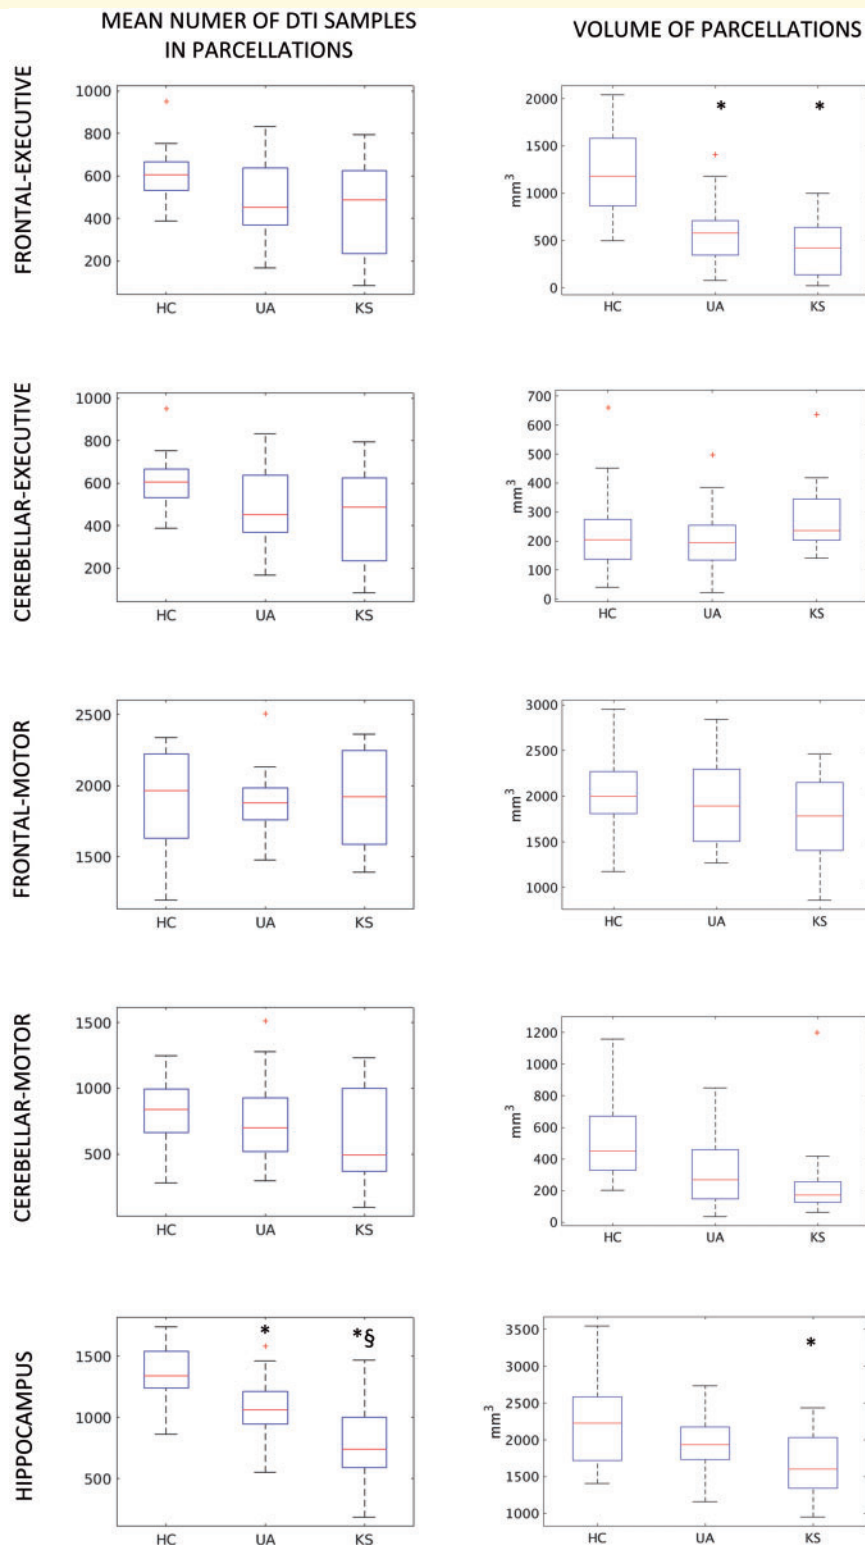 MEAN NUMER OF DTI SAMPLES
IN PARCELLATIONS
VOLUME OF PARCELLATIONS
FRONTAL-EXECUTIVE
1000
800
600
400
200
HC UA KS
mm³
2000
1500
1000
500
0
* *
HC UA KS
CEREBELLAR-EXECUTIVE
1000
800
600
400
200
HC UA KS
mm³
700
600
500
400
300
200
100
0
HC UA KS
FRONTAL-MOTOR
2500
2000
1500
HC UA KS
mm³
3000
2500
2000
1500
1000
HC UA KS
CEREBELLAR-MOTOR
1500
1000
500
HC UA KS
mm³
1200
1000
800
600
400
200
0
HC UA KS
HIPPOCAMPUS
1500
1000
500
* *§
HC UA KS
mm³
3500
3000
2500
2000
1500
1000
*
HC UA KS